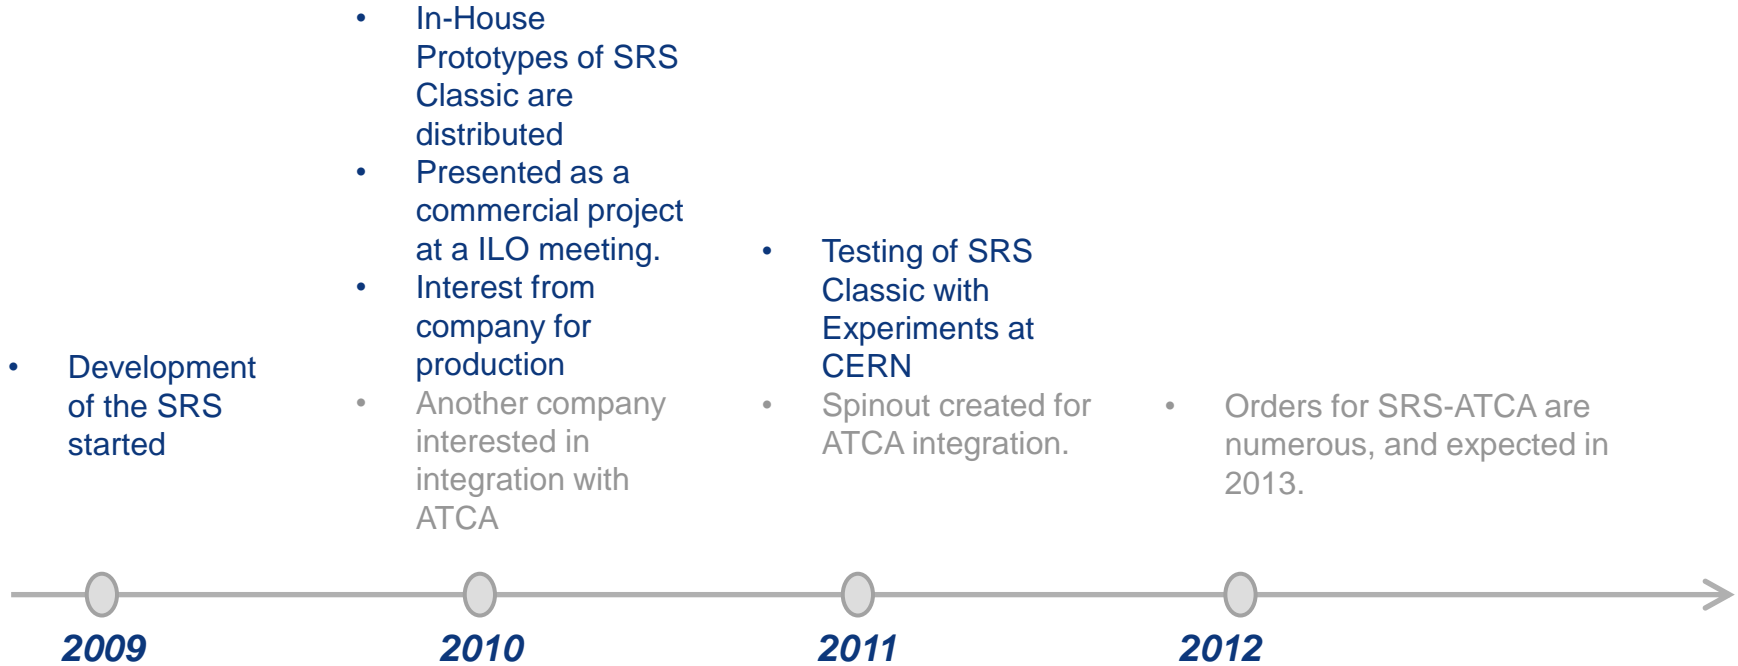 • Development
of the SRS
started
• In-House
Prototypes of SRS
Classic are
distributed
• Presented as a
commercial project
at a ILO meeting.
• Interest from
company for
production
• Another company
interested in
integration with
ATCA
• Testing of SRS
Classic with
Experiments at
CERN
• Spinout created for
ATCA integration.
• Orders for SRS-ATCA are
numerous, and expected in
2013.
2009
2010
2011
2012